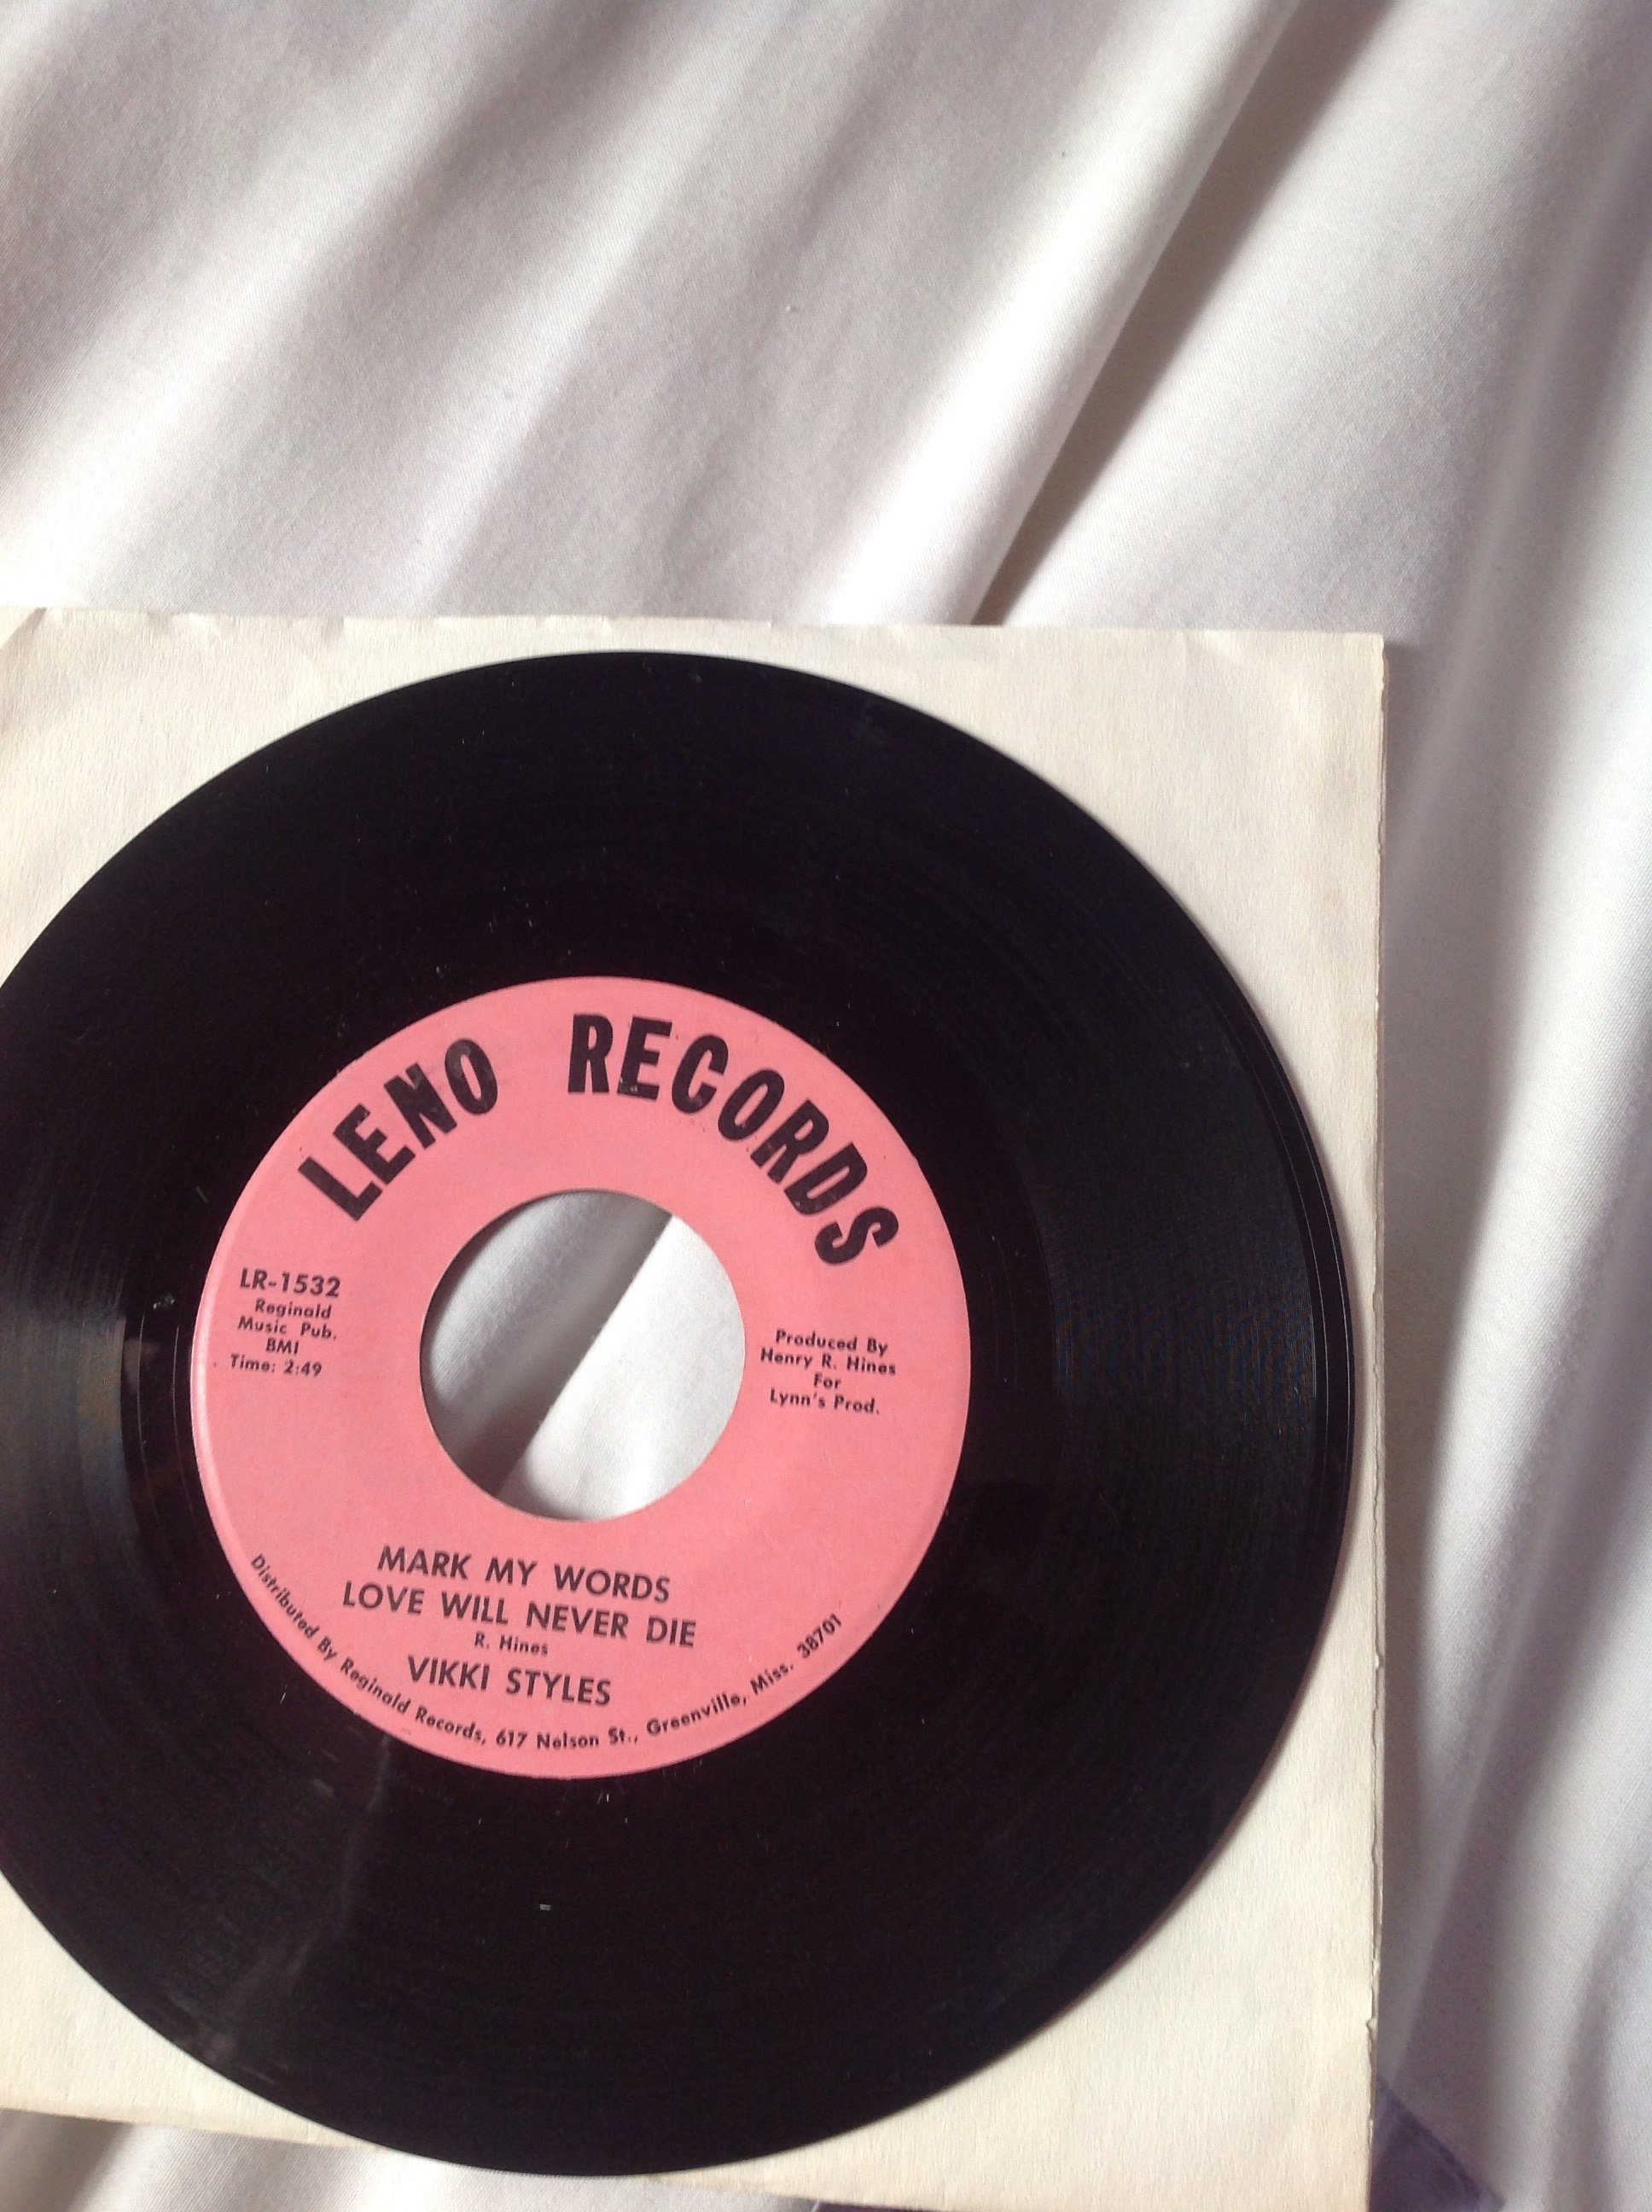 LENO RECORDS
LR-1532
Reginald
Music Pub.
BMI
Time: 2:49
Produced By
Henry R. Hines
For
Lynn's Prod.
MARK MY WORDS
LOVE WILL NEVER DIE
R. Hines
VIKKI STYLES
Distributed By Reginald Records, 617 Nelson St., Greenville, Miss. 38701